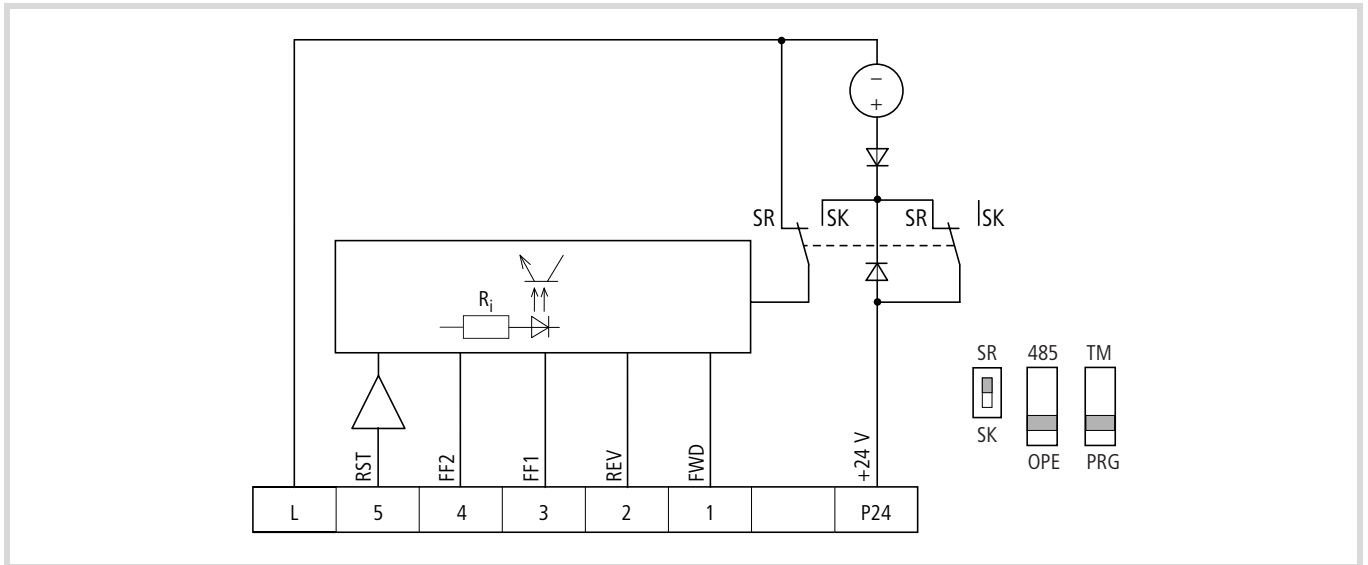 −
+
SR SK SR SK
Ri
SR 485 TM
SK
OPE PRG
RST FF2 FF1 REV FWD +24 V
L 5 4 3 2 1 P24